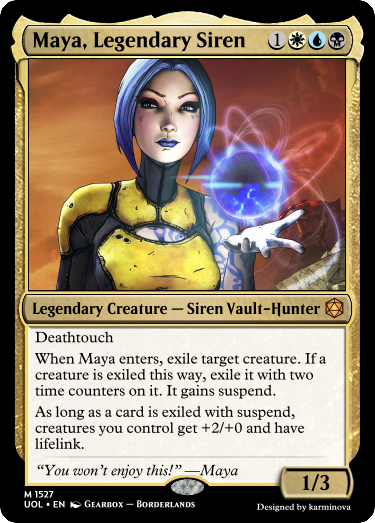 Maya, Legendary Siren 1
Legendary Creature — Siren Vault-Hunter
Deathtouch
When Maya enters, exile target creature. If a
creature is exiled this way, exile it with two
time counters on it. It gains suspend.
As long as a card is exiled with suspend,
creatures you control get +2/+0 and have
lifelink.
“You won’t enjoy this!” —Maya
1/3
M 1527
UOL • EN Gearbox — Borderlands
Designed by karminova